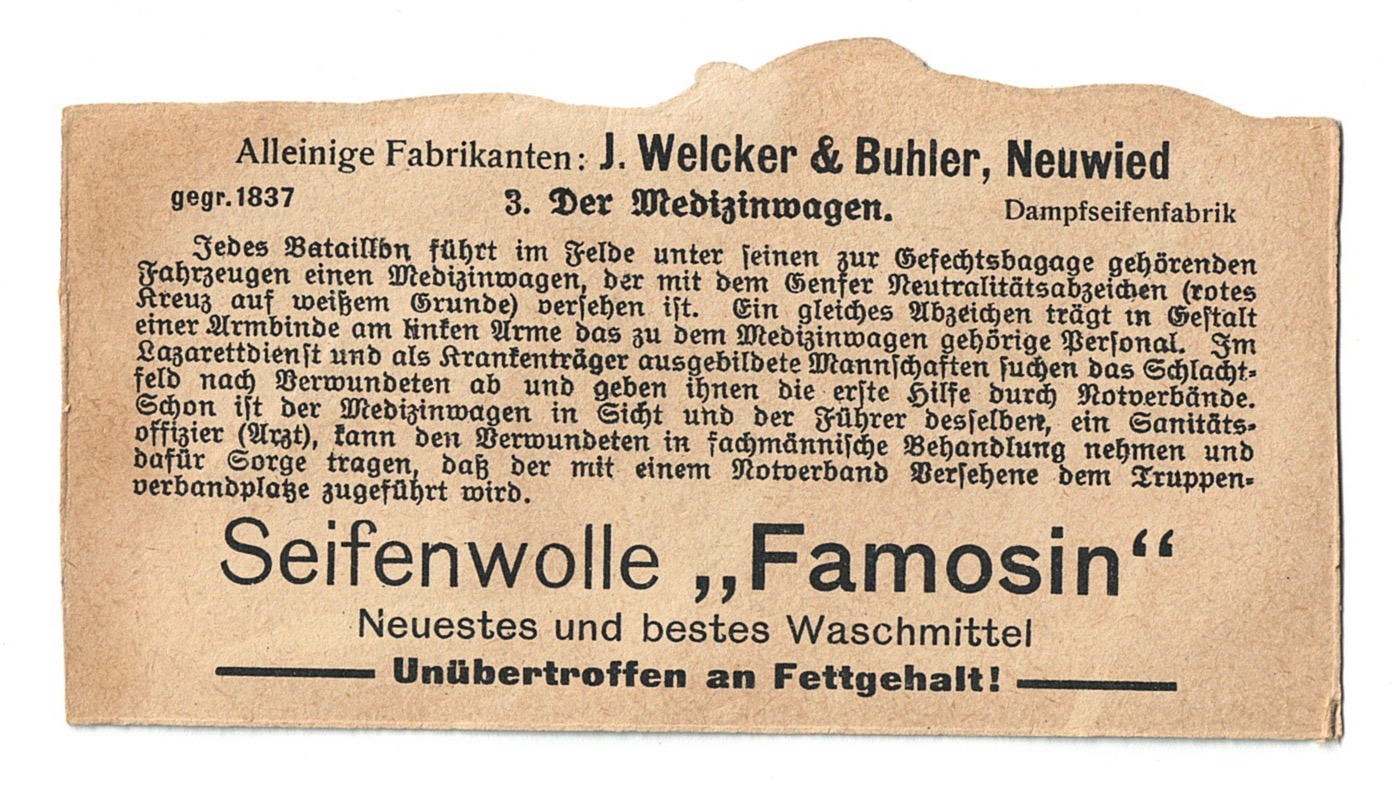 Alleinige Fabrikanten: J. Welcker & Buhler, Neuwied
gegr. 1837 3. Der Medizinwagen. Dampfseifenfabrik
Jedes Bataillon führt im Felde unter seinen zur Gefechtsbagage gehörenden
Fahrzeugen einen Medizinwagen, der mit dem Genfer Neutralitätsabzeichen (rotes
Kreuz auf weißem Grunde) versehen ist. Ein gleiches Abzeichen trägt in Gestalt
einer Armbinde am linken Arme das zu dem Medizinwagen gehörige Personal. Im
Lazarettdienst und als Krankenträger ausgebildete Mannschaften suchen das Schlacht-
feld nach Verwundeten ab und geben ihnen die erste Hilfe durch Notverbände.
Schon ist der Medizinwagen in Sicht und der Führer desselben, ein Sanitäts-
offizier (Arzt), kann den Verwundeten in fachmännische Behandlung nehmen und
dafür Sorge tragen, daß der mit einem Notverband Versehene dem Truppen-
verbandplatze zugeführt wird.
Seifenwolle „Famosin“
Neuestes und bestes Waschmittel
Unübertroffen an Fettgehalt!